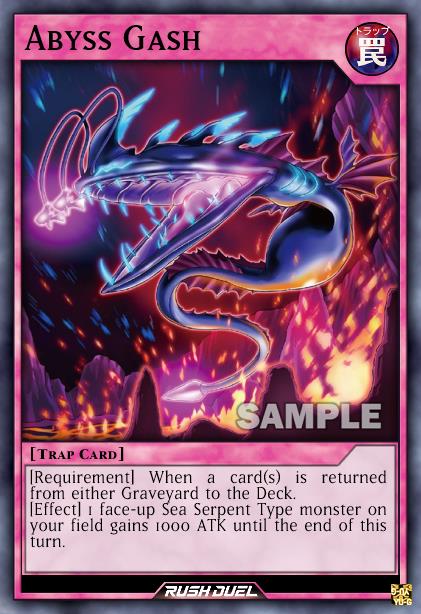 Abyss Gash
トラップ
罠
SAMPLE
[Trap Card]
[Requirement] When a card(s) is returned
from either Graveyard to the Deck.
[Effect] 1 face-up Sea Serpent Type monster on
your field gains 1000 ATK until the end of this
turn.
RUSH DUEL